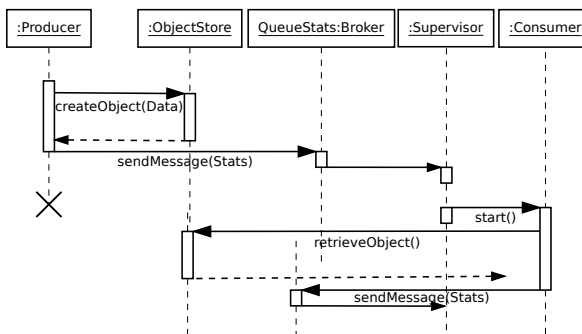 :Producer
:ObjectStore
QueueStats:Broker
:Supervisor
:Consumer
createObject(Data)
sendMessage(Stats)
start()
retrieveObject()
sendMessage(Stats)